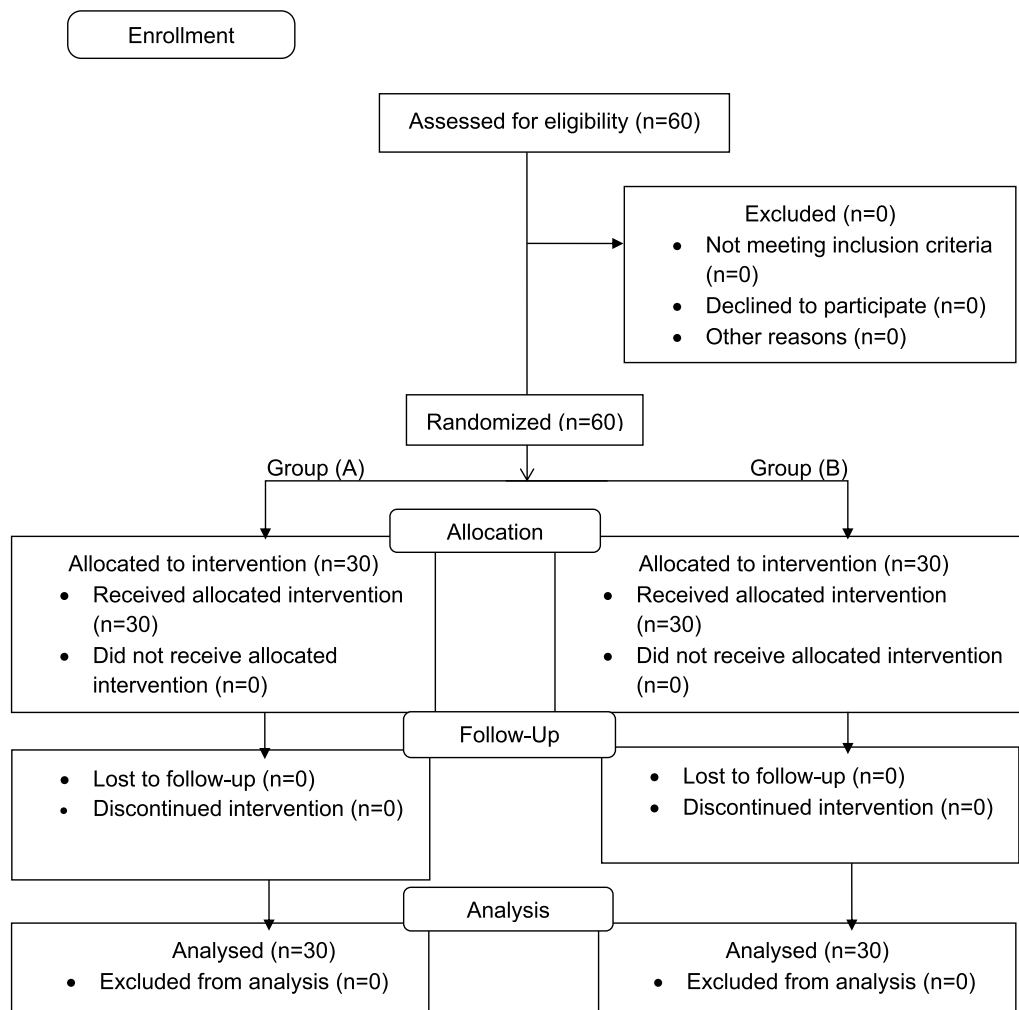 Enrollment
Assessed for eligibility (n=60)
Excluded (n=0)
• Not meeting inclusion criteria
(n=0)
• Declined to participate (n=0)
• Other reasons (n=0)
Randomized (n=60)
Group (A)
Group (B)
Allocation
Allocated to intervention (n=30)
• Received allocated intervention
(n=30)
• Did not receive allocated
intervention (n=0)
Allocated to intervention (n=30)
• Received allocated intervention
(n=30)
• Did not receive allocated intervention
(n=0)
Follow-Up
• Lost to follow-up (n=0)
• Discontinued intervention (n=0)
• Lost to follow-up (n=0)
• Discontinued intervention (n=0)
Analysis
Analysed (n=30)
• Excluded from analysis (n=0)
Analysed (n=30)
• Excluded from analysis (n=0)